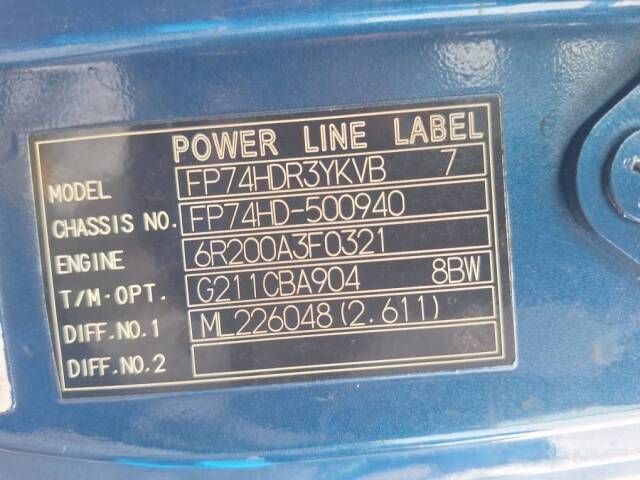 POWER LINE LABEL
MODEL FP74HDR3YKVB 7
CHASSIS NO. FP74HD-500940
ENGINE 6R200A3F0321
T/M·OPT. G211CBA904 8BW
DIFF.NO.1 ML226048(2.611)
DIFF.NO.2